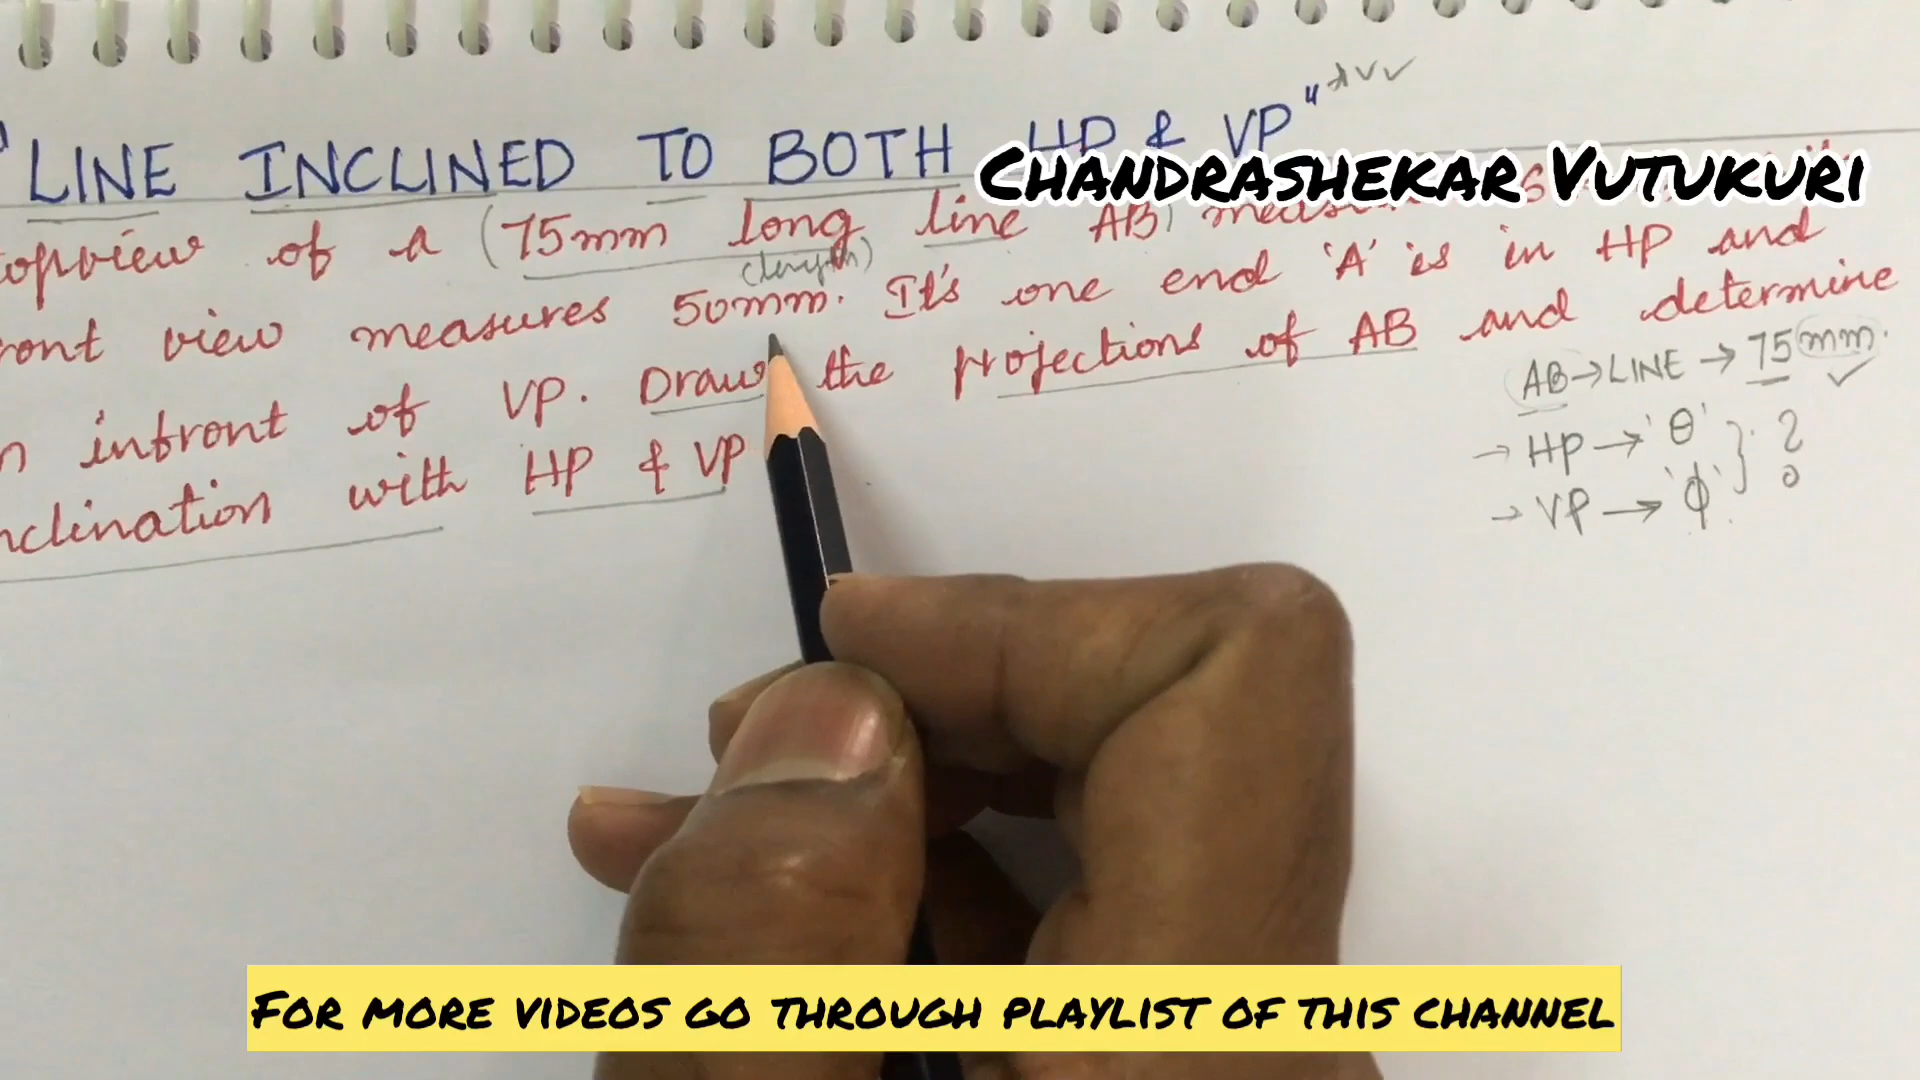 LINE INCLINED TO BOTH HP & VP"
CHANDRASHEKAR VUTUKURI
topview of a (75mm long line AB)
(length)
ront view measures 50mm. It's one end 'A' is in HP and
n infront of VP. Draw the projections of AB and determine
nclination with HP & VP
AB→LINE → 75mm.
→ HP → 'θ' } ?
→ VP → 'ϕ'
FOR MORE VIDEOS GO THROUGH PLAYLIST OF THIS CHANNEL